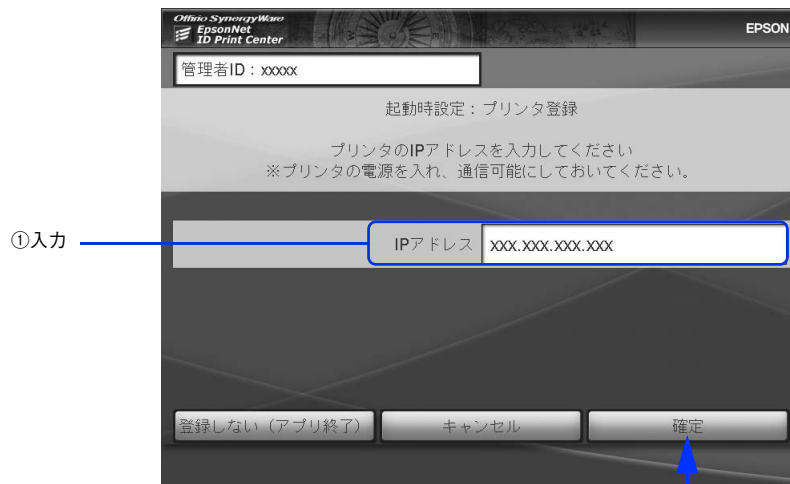 Offirio SynergyWare
EpsonNet
ID Print Center
EPSON
管理者ID：xxxxx
起動時設定：プリンタ登録
プリンタのIPアドレスを入力してください
※プリンタの電源を入れ、通信可能にしておいてください。
①入力
IPアドレス xxx.xxx.xxx.xxx
登録しない（アプリ終了） キャンセル 確定